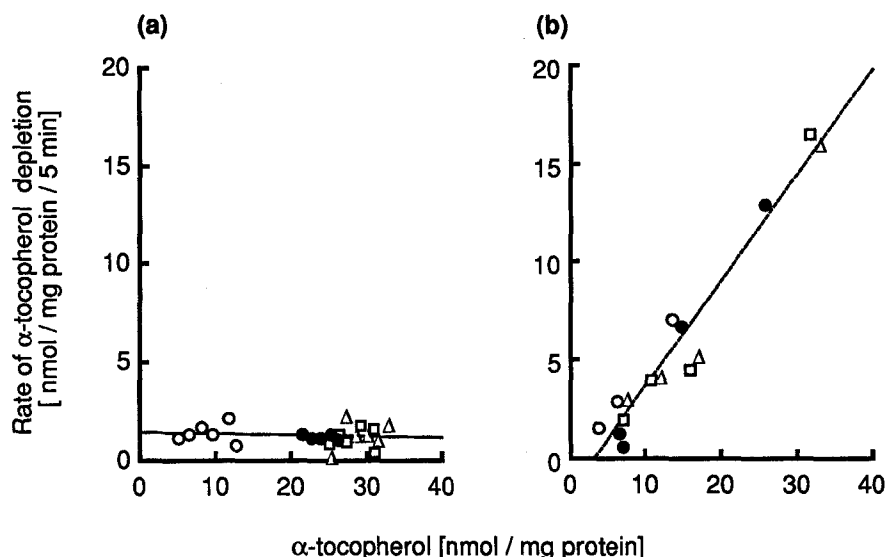 (a)
(b)
20
15
10
5
0
0 10 20 30 40
20
15
10
5
0
0 10 20 30 40
Rate of α-tocopherol depletion
[ nmol / mg protein / 5 min ]
α-tocopherol [nmol / mg protein]